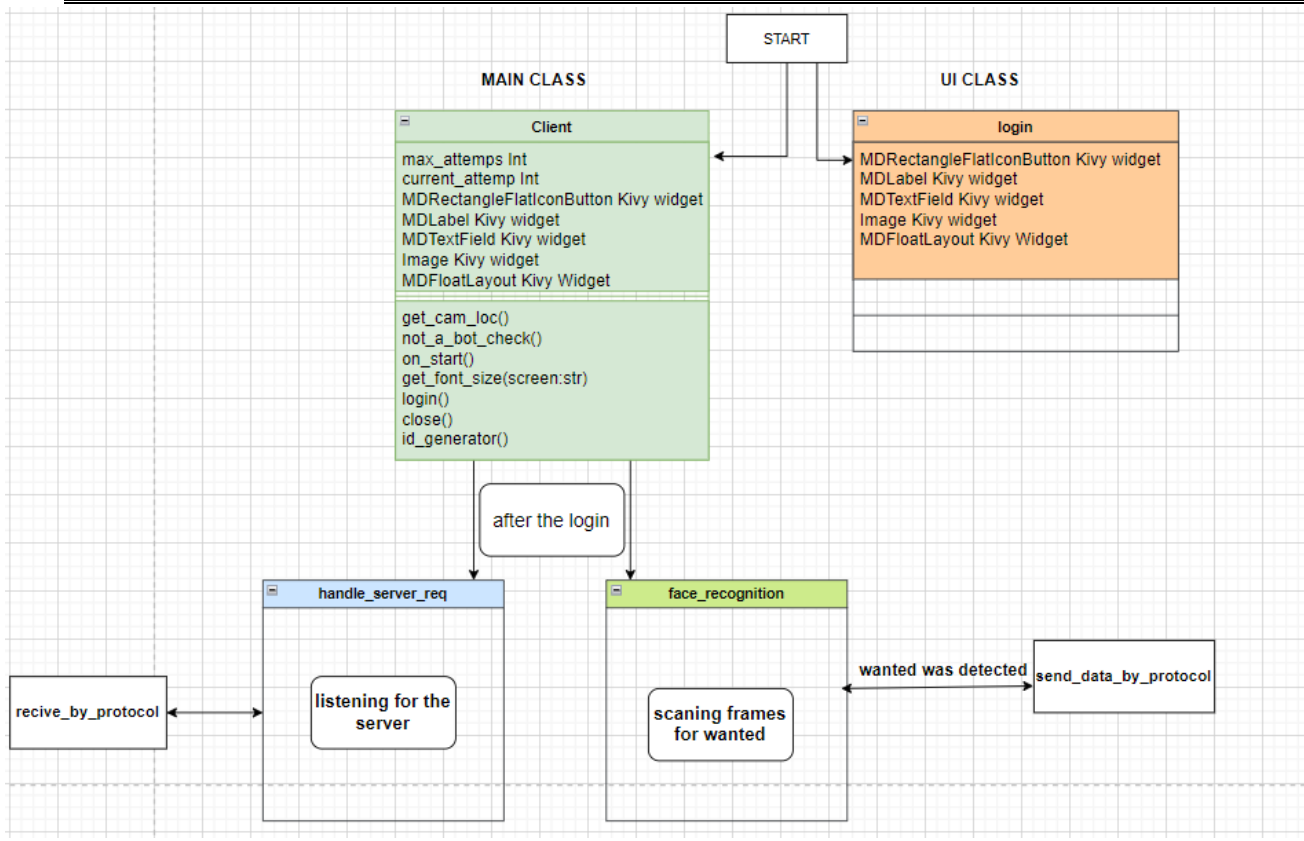 START
MAIN CLASS
UI CLASS
Client
max_attemps Int
current_attemp Int
MDRectangleFlatIconButton Kivy widget
MDLabel Kivy widget
MDTextField Kivy widget
Image Kivy widget
MDFloatLayout Kivy Widget
get_cam_loc()
not_a_bot_check()
on_start()
get_font_size(screen:str)
login()
close()
id_generator()
login
MDRectangleFlatIconButton Kivy widget
MDLabel Kivy widget
MDTextField Kivy widget
Image Kivy widget
MDFloatLayout Kivy Widget
after the login
handle_server_req
listening for the
server
recive_by_protocol
face_recognition
scaning frames
for wanted
wanted was detected
send_data_by_protocol